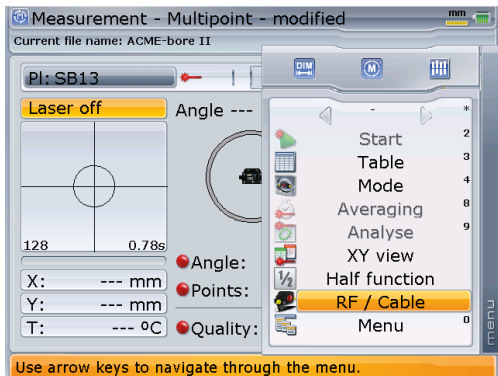 Measurement - Multipoint - modified
mm
Current file name: ACME-bore II
Pl: SB13
DIM
M
Laser off
Angle ---
- *
Start 2
Table 3
Mode 4
Averaging 8
Analyse 9
XY view
1/2 Half function
RF / Cable
Menu 0
128 0.78s
Angle:
X: --- mm
Points:
Y: --- mm
T: --- ºC
Quality:
menu
Use arrow keys to navigate through the menu.